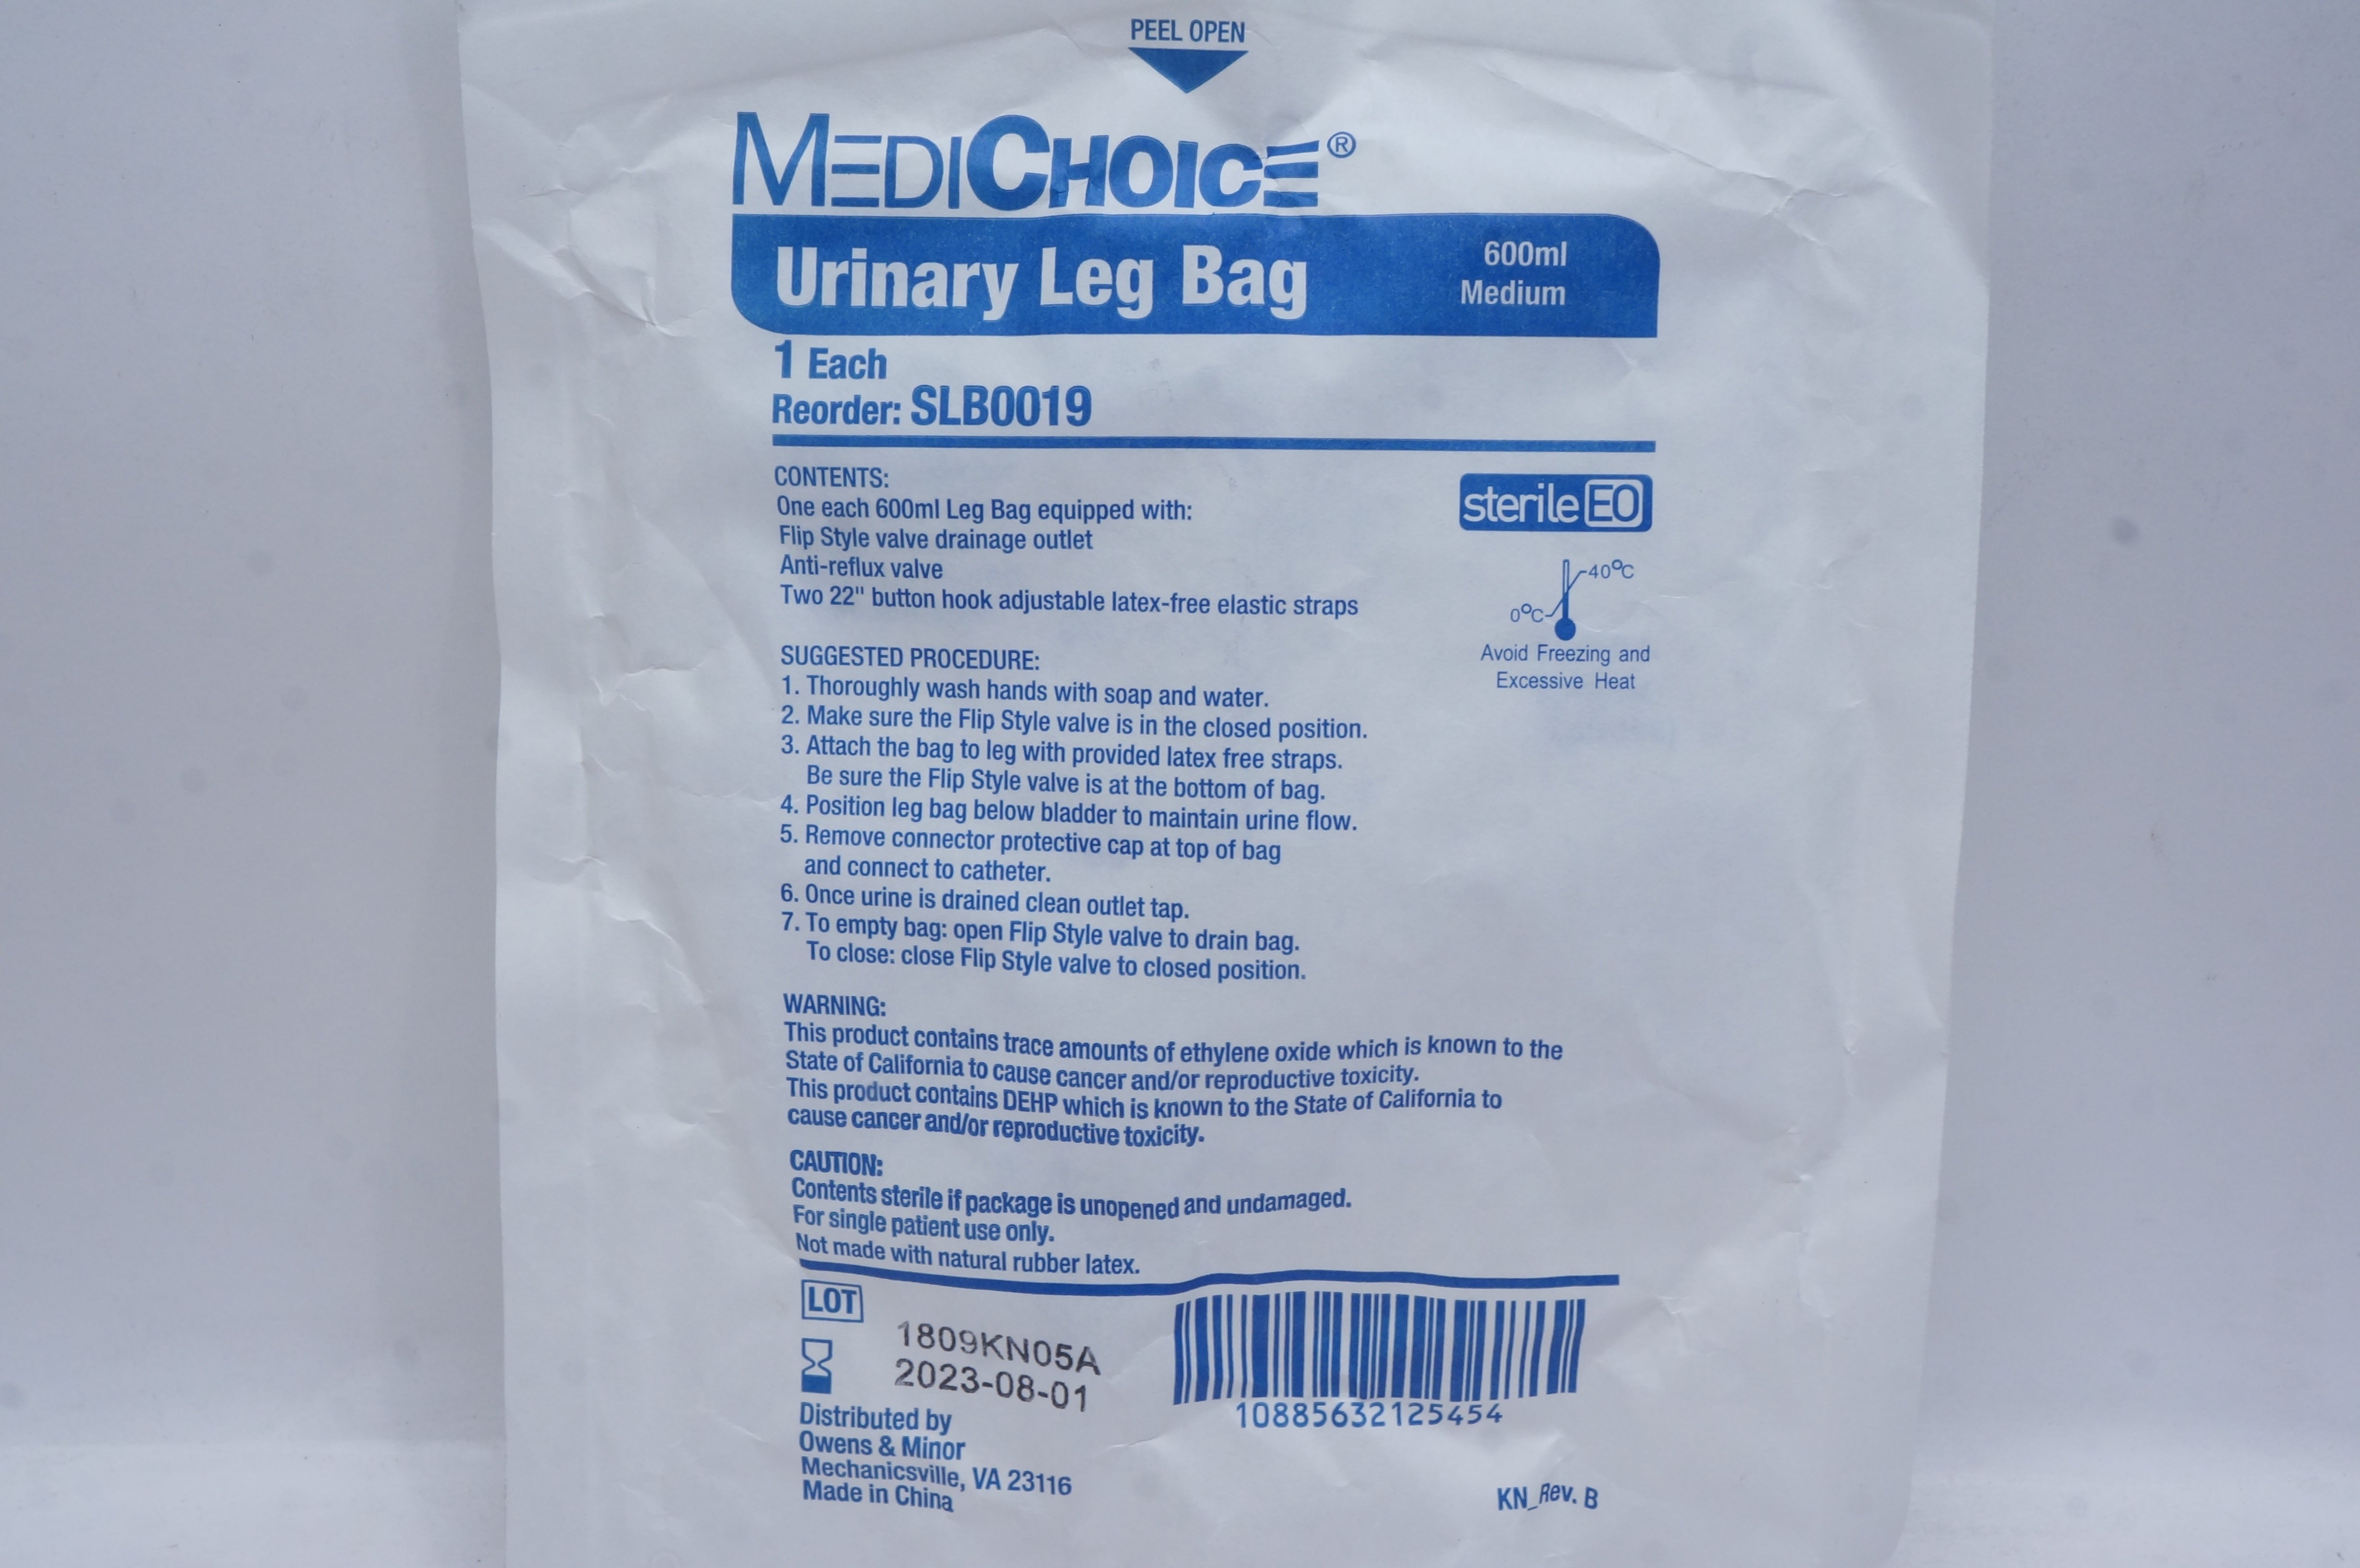 PEEL OPEN
MEDICHOICE®
Urinary Leg Bag
600ml
Medium
1 Each
Reorder: SLB0019
CONTENTS:
One each 600ml Leg Bag equipped with:
Flip Style valve drainage outlet
Anti-reflux valve
Two 22" button hook adjustable latex-free elastic straps
sterile EO
40°C
0°C
Avoid Freezing and
Excessive Heat
SUGGESTED PROCEDURE:
1. Thoroughly wash hands with soap and water.
2. Make sure the Flip Style valve is in the closed position.
3. Attach the bag to leg with provided latex free straps.
Be sure the Flip Style valve is at the bottom of bag.
4. Position leg bag below bladder to maintain urine flow.
5. Remove connector protective cap at top of bag
and connect to catheter.
6. Once urine is drained clean outlet tap.
7. To empty bag: open Flip Style valve to drain bag.
To close: close Flip Style valve to closed position.
WARNING:
This product contains trace amounts of ethylene oxide which is known to the
State of California to cause cancer and/or reproductive toxicity.
This product contains DEHP which is known to the State of California to
cause cancer and/or reproductive toxicity.
CAUTION:
Contents sterile if package is unopened and undamaged.
For single patient use only.
Not made with natural rubber latex.
LOT
1809KN05A
2023-08-01
10885632125454
Distributed by
Owens & Minor
Mechanicsville, VA 23116
Made in China
KN_Rev. B